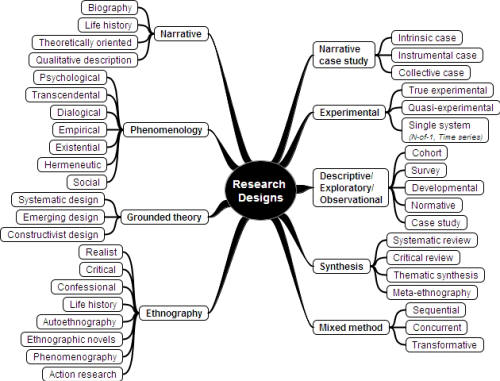 Biography
Life history
Theoretically oriented
Qualitative description
Narrative
Psychological
Transcendental
Dialogical
Empirical
Existential
Hermeneutic
Social
Phenomenology
Systematic design
Emerging design
Constructivist design
Grounded theory
Realist
Critical
Confessional
Life history
Autoethnography
Ethnographic novels
Phenomenography
Action research
Ethnography
Research
Designs
Narrative
case study
Intrinsic case
Instrumental case
Collective case
Experimental
True experimental
Quasi-experimental
Single system
(N-of-1, Time series)
Descriptive/
Exploratory/
Observational
Cohort
Survey
Developmental
Normative
Case study
Synthesis
Systematic review
Critical review
Thematic synthesis
Meta-ethnography
Mixed method
Sequential
Concurrent
Transformative